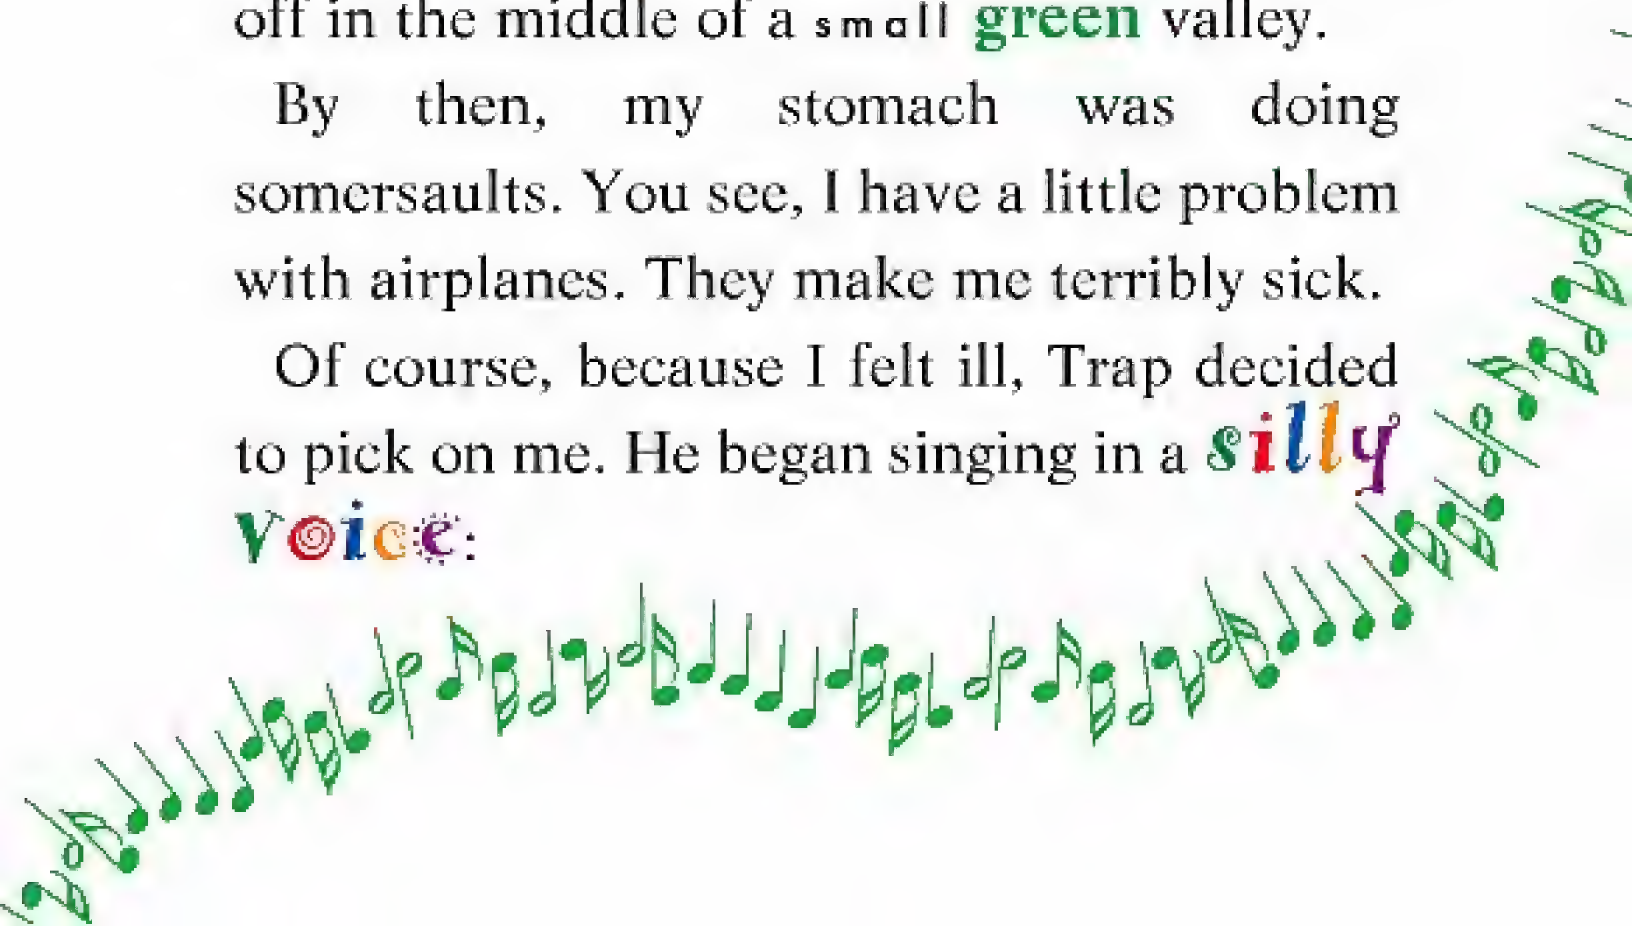 off in the middle of a small green valley.
By then, my stomach was doing
somersaults. You see, I have a little problem
with airplanes. They make me terribly sick.
Of course, because I felt ill, Trap decided
to pick on me. He began singing in a silly
voice: